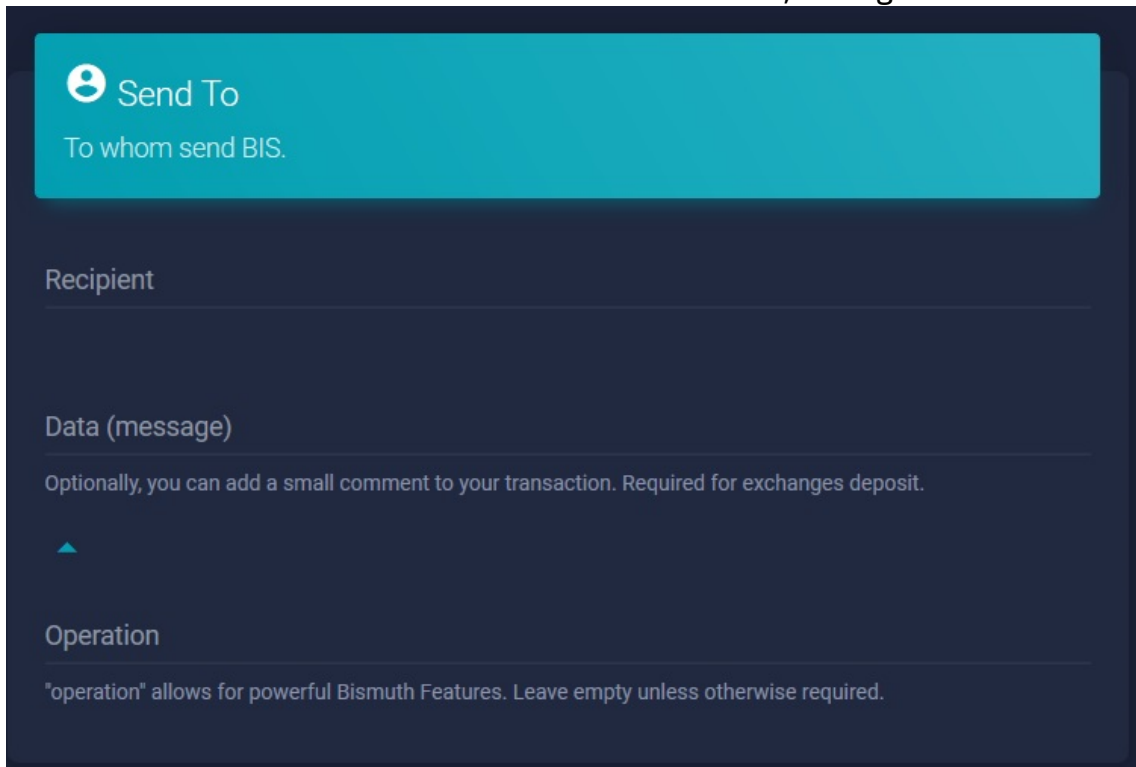 Send To
To whom send BIS.
Recipient
Data (message)
Optionally, you can add a small comment to your transaction. Required for exchanges deposit.
Operation
"operation" allows for powerful Bismuth Features. Leave empty unless otherwise required.